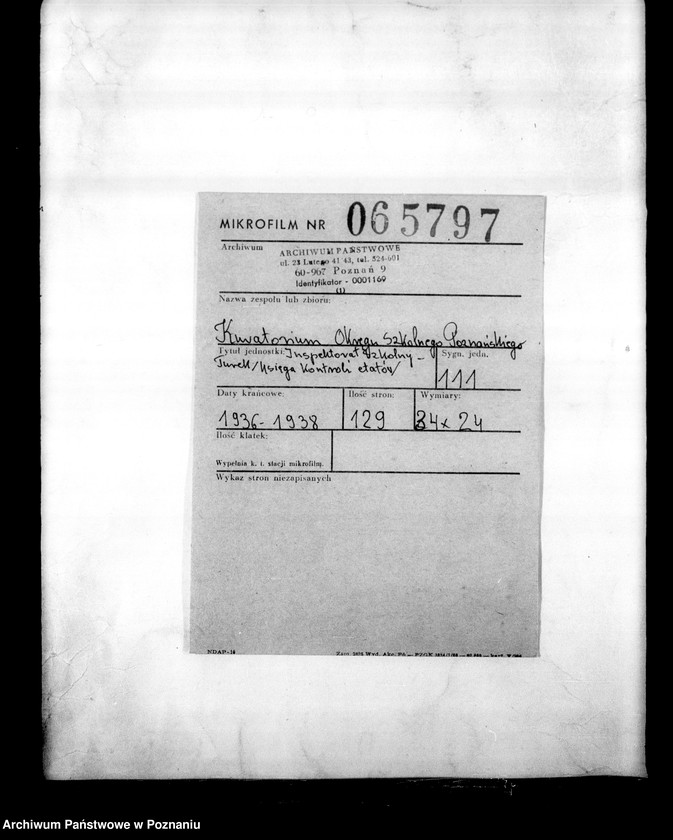 MIKROFILM NR 065797
Archiwum
ARCHIWUM PAŃSTWOWE
ul. 23 Lutego 41 43, tel. 524-601
60-967 Poznań 9
Identyfikator - 0001169
(1)
Nazwa zespołu lub zbioru:
Kuratorium Okręgu Szkolnego Poznańskiego
Tytuł jednostki: Inspektorat Szkolny -
Turek /Księga kontroli etatów/
Sygn. jedn.
111
Daty krańcowe: Ilość stron: Wymiary:
1936-1938 129 34x24
Ilość klatek:
Wypełnia k. t. stacji mikrofilm.
Wykaz stron niezapisanych
NDAP-16
Archiwum Państwowe w Poznaniu